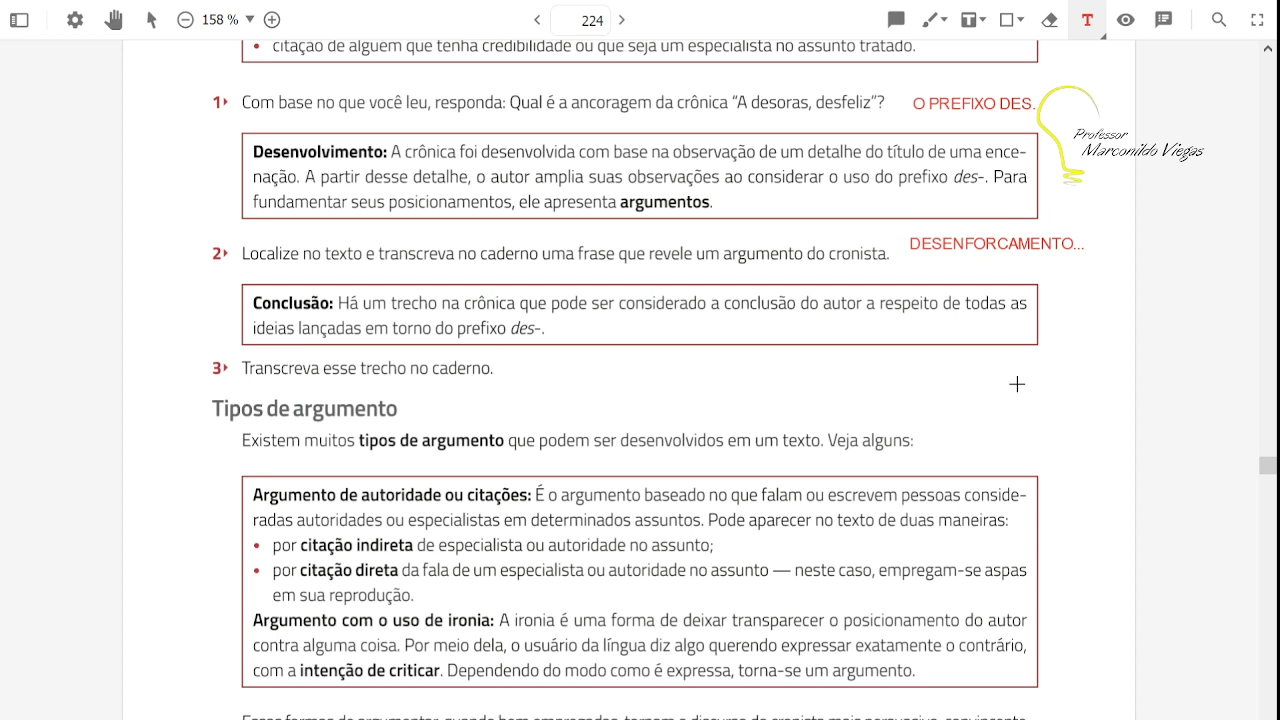 158 %
224
T
• citação de alguém que tenha credibilidade ou que seja um especialista no assunto tratado.
1 Com base no que você leu, responda: Qual é a ancoragem da crônica “A desoras, desfeliz”? O PREFIXO DES.
Professor
Marconildo Viegas
Desenvolvimento: A crônica foi desenvolvida com base na observação de um detalhe do título de uma ence-
nação. A partir desse detalhe, o autor amplia suas observações ao considerar o uso do prefixo des-. Para
fundamentar seus posicionamentos, ele apresenta argumentos.
2 Localize no texto e transcreva no caderno uma frase que revele um argumento do cronista. DESENFORCAMENTO...
Conclusão: Há um trecho na crônica que pode ser considerado a conclusão do autor a respeito de todas as
ideias lançadas em torno do prefixo des-.
3 Transcreva esse trecho no caderno.
Tipos de argumento
Existem muitos tipos de argumento que podem ser desenvolvidos em um texto. Veja alguns:
Argumento de autoridade ou citações: É o argumento baseado no que falam ou escrevem pessoas conside-
radas autoridades ou especialistas em determinados assuntos. Pode aparecer no texto de duas maneiras:
• por citação indireta de especialista ou autoridade no assunto;
• por citação direta da fala de um especialista ou autoridade no assunto — neste caso, empregam-se aspas
em sua reprodução.
Argumento com o uso de ironia: A ironia é uma forma de deixar transparecer o posicionamento do autor
contra alguma coisa. Por meio dela, o usuário da língua diz algo querendo expressar exatamente o contrário,
com a intenção de criticar. Dependendo do modo como é expressa, torna-se um argumento.